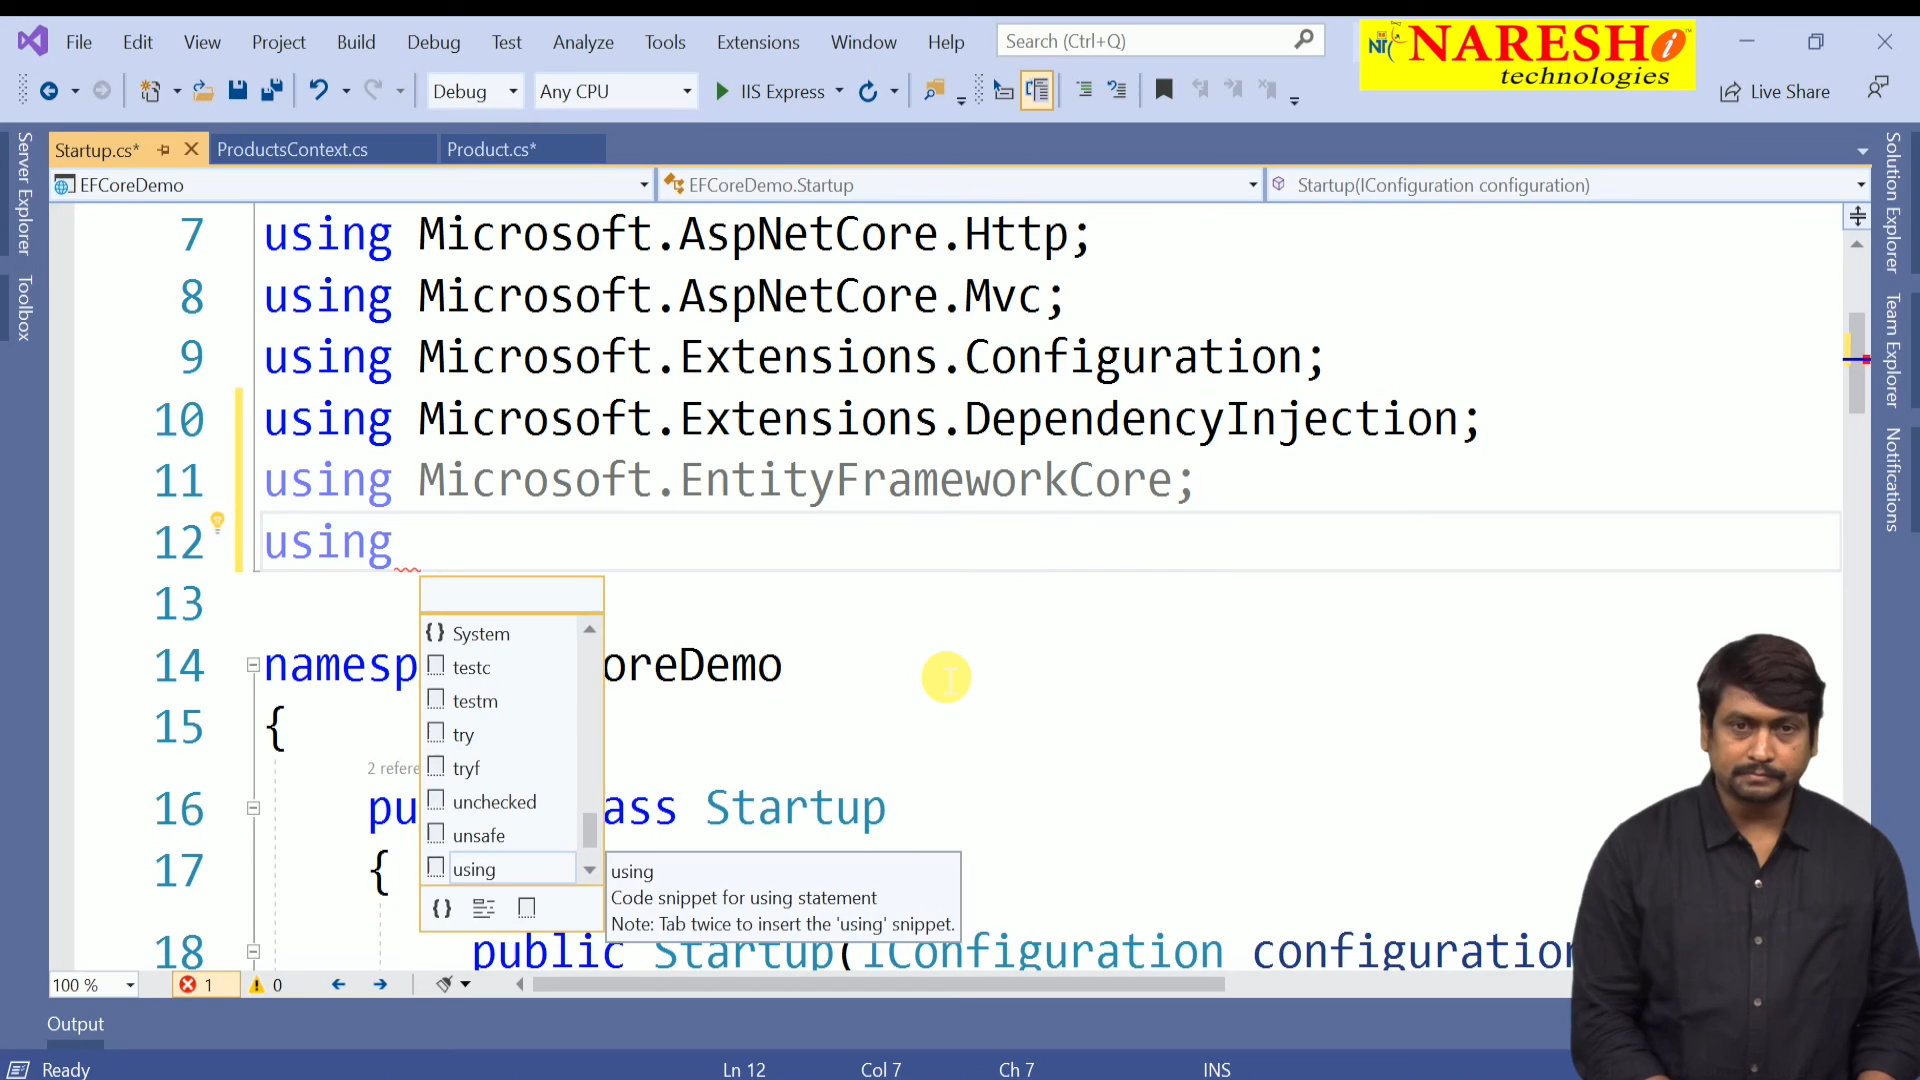 File Edit View Project Build Debug Test Analyze Tools Extensions Window Help Search (Ctrl+Q)
NARESH i
technologies
Debug Any CPU IIS Express Live Share
Startup.cs* ProductsContext.cs Product.cs*
EFCoreDemo EFCoreDemo.Startup Startup(IConfiguration configuration)
Server Explorer
Toolbox
Solution Explorer
Team Explorer
Notifications
7 using Microsoft.AspNetCore.Http;
8 using Microsoft.AspNetCore.Mvc;
9 using Microsoft.Extensions.Configuration;
10 using Microsoft.Extensions.DependencyInjection;
11 using Microsoft.EntityFrameworkCore;
12 using
13
14 namesp oreDemo
15 {
2 refere
16 pu ass Startup
17 {
18 public Startup(IConfiguration configuration
{} System
testc
testm
try
tryf
unchecked
unsafe
using
{}
using
Code snippet for using statement
Note: Tab twice to insert the 'using' snippet.
100 % 1 0
Output
Ready Ln 12 Col 7 Ch 7 INS